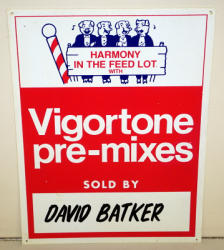 HARMONY
IN THE FEED LOT
WITH
Vigortone
pre-mixes
SOLD BY
DAVID BATKER